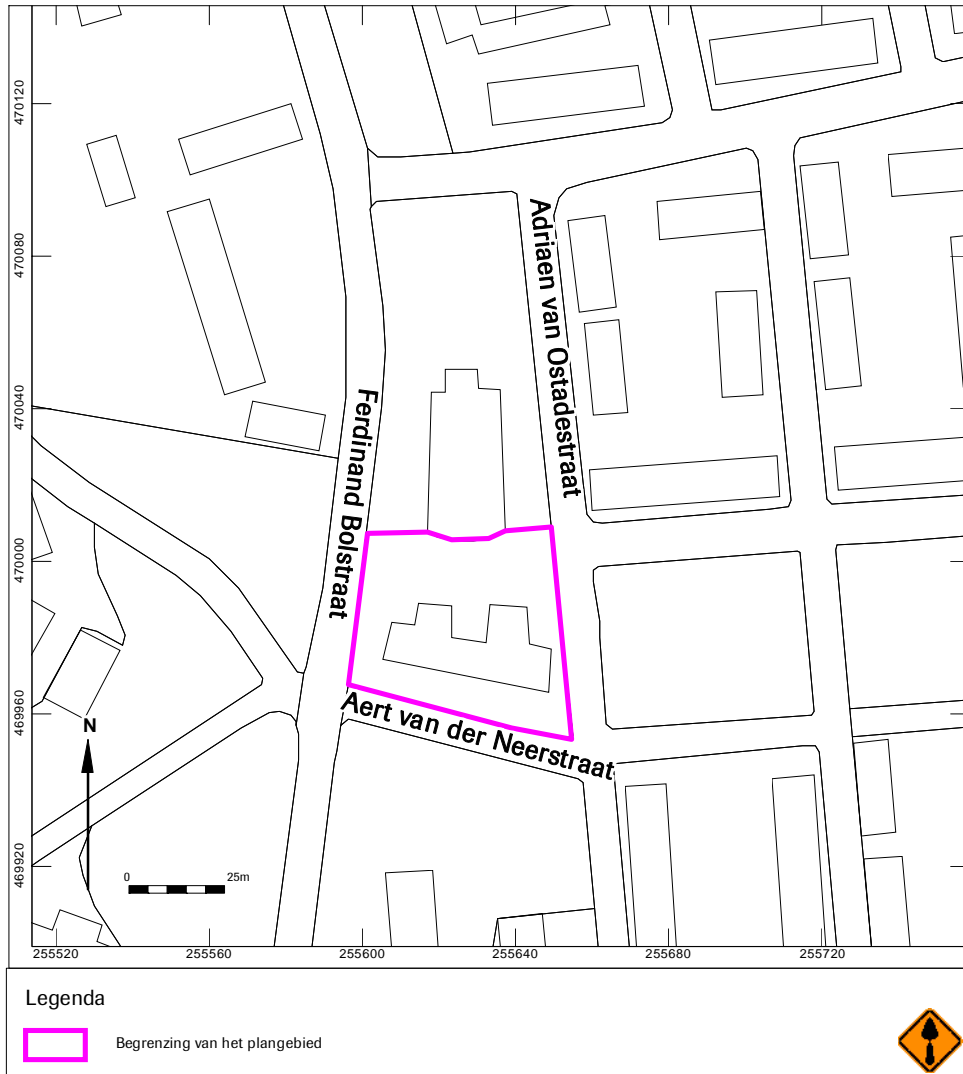 470120
470080
470040
470000
469960
469920
Adriaen van Ostadestraat
Ferdinand Bolstraat
Aert van der Neerstraat
N
0 25m
255520 255560 255600 255640 255680 255720
Legenda
Begrenzing van het plangebied